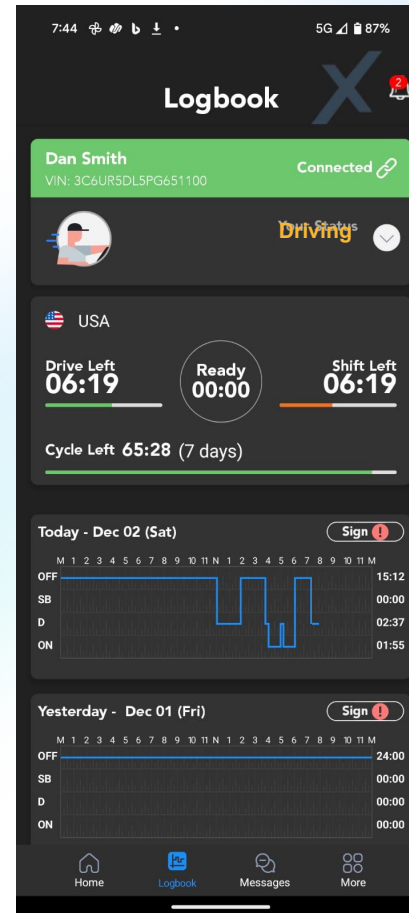 7:44
5G 87%
Logbook
X
2
Dan Smith
VIN: 3C6UR5DL5PG651100
Connected
Your Status
Driving
USA
Drive Left
06:19
Ready
00:00
Shift Left
06:19
Cycle Left 65:28 (7 days)
Today - Dec 02 (Sat)
Sign !
M 1 2 3 4 5 6 7 8 9 10 11 N 1 2 3 4 5 6 7 8 9 10 11 M
OFF 15:12
SB 00:00
D 02:37
ON 01:55
Yesterday - Dec 01 (Fri)
Sign !
M 1 2 3 4 5 6 7 8 9 10 11 N 1 2 3 4 5 6 7 8 9 10 11 M
OFF 24:00
SB 00:00
D 00:00
ON 00:00
Home Logbook Messages More